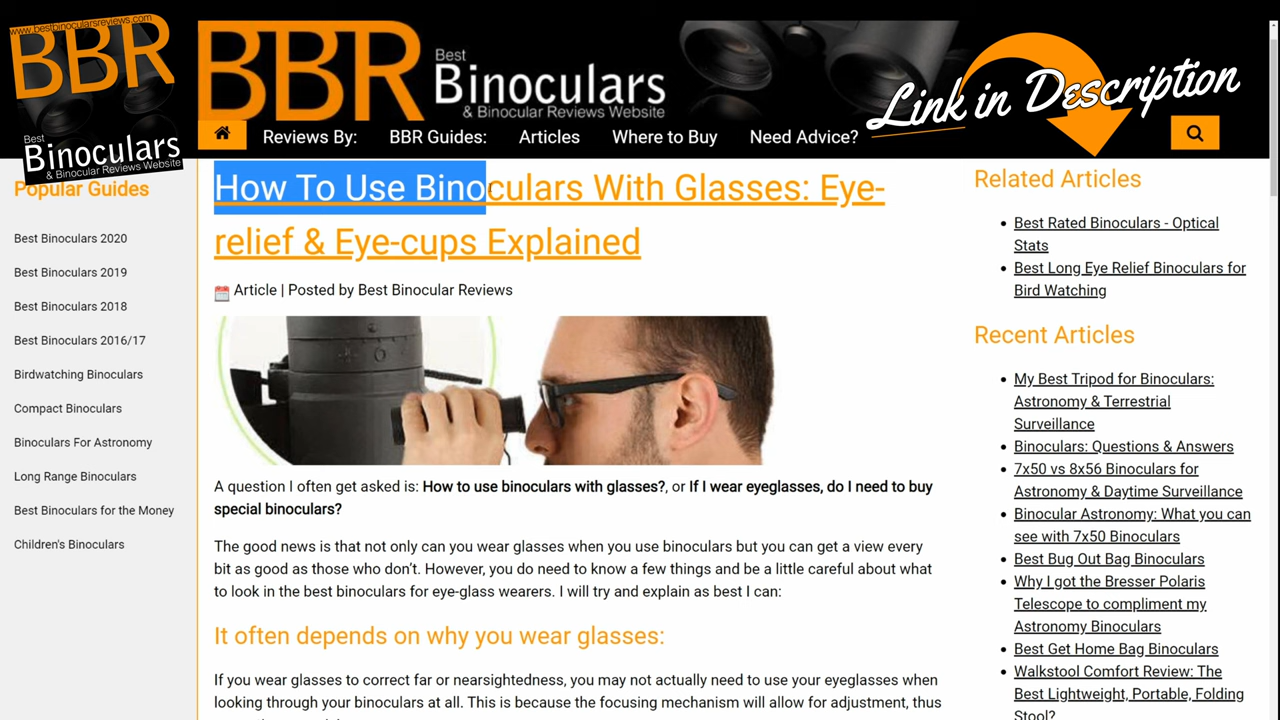 www.bestbinocularsreviews.com
BBR
Best
Binoculars
& Binocular Reviews Website
BBR
Best
Binoculars
& Binocular Reviews Website
Link in Description
Reviews By:
BBR Guides:
Articles
Where to Buy
Need Advice?
Popular Guides
Best Binoculars 2020
Best Binoculars 2019
Best Binoculars 2018
Best Binoculars 2016/17
Birdwatching Binoculars
Compact Binoculars
Binoculars For Astronomy
Long Range Binoculars
Best Binoculars for the Money
Children's Binoculars
How To Use Binoculars With Glasses: Eye-
relief & Eye-cups Explained
Article | Posted by Best Binocular Reviews
A question I often get asked is: How to use binoculars with glasses?, or If I wear eyeglasses, do I need to buy
special binoculars?
The good news is that not only can you wear glasses when you use binoculars but you can get a view every
bit as good as those who don't. However, you do need to know a few things and be a little careful about what
to look in the best binoculars for eye-glass wearers. I will try and explain as best I can:
It often depends on why you wear glasses:
If you wear glasses to correct far or nearsightedness, you may not actually need to use your eyeglasses when
looking through your binoculars at all. This is because the focusing mechanism will allow for adjustment, thus
Related Articles
Best Rated Binoculars - Optical
Stats
Best Long Eye Relief Binoculars for
Bird Watching
Recent Articles
My Best Tripod for Binoculars:
Astronomy & Terrestrial
Surveillance
Binoculars: Questions & Answers
7x50 vs 8x56 Binoculars for
Astronomy & Daytime Surveillance
Binocular Astronomy: What you can
see with 7x50 Binoculars
Best Bug Out Bag Binoculars
Why I got the Bresser Polaris
Telescope to compliment my
Astronomy Binoculars
Best Get Home Bag Binoculars
Walkstool Comfort Review: The
Best Lightweight, Portable, Folding
Stool?